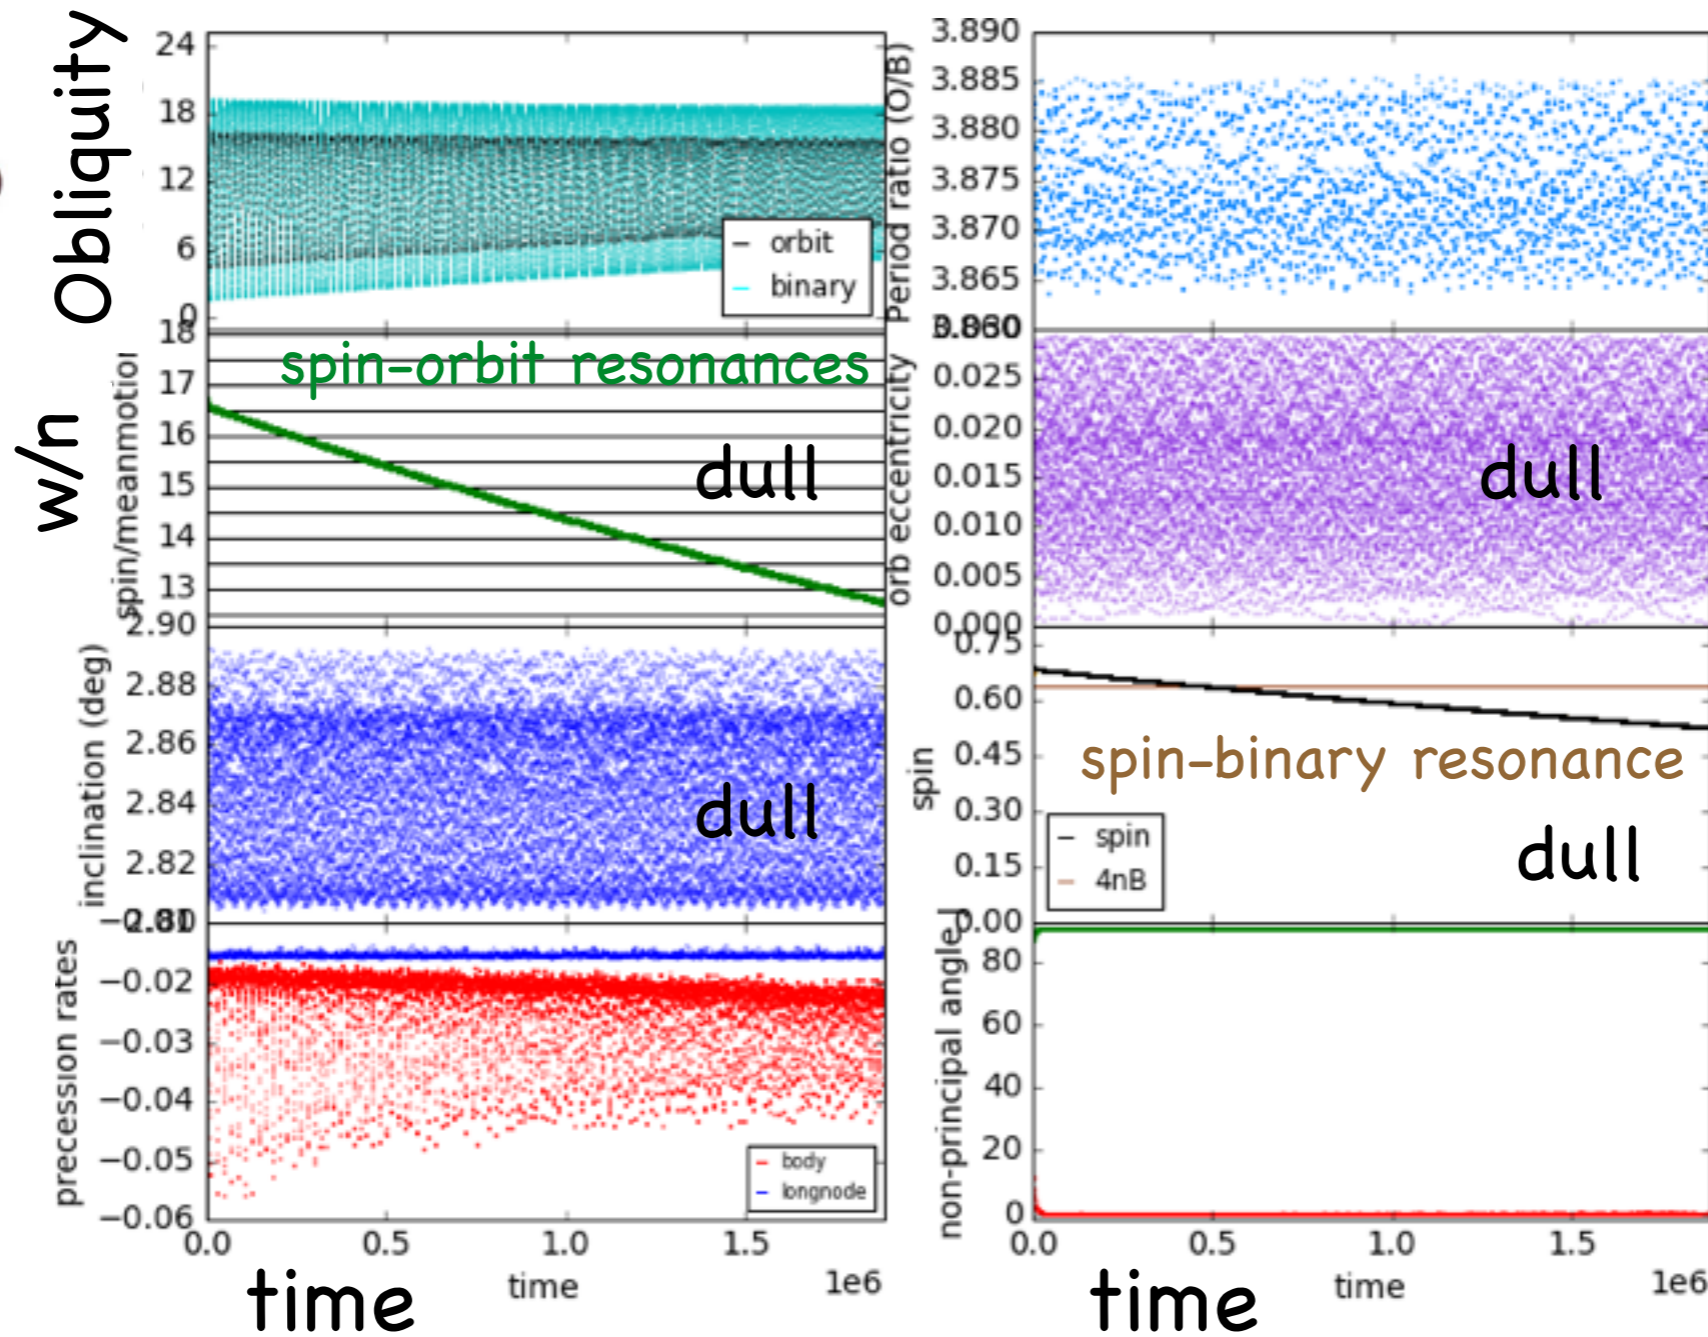 Obliquity
24
18
12
6
0
orbit
binary
Period ratio (O/B)
3.890
3.885
3.880
3.875
3.870
3.865
3.860
w/n
spin/meanmotion
18
17
16
15
14
13
spin-orbit resonances
dull
orb eccentricity
0.025
0.020
0.015
0.010
0.005
0.000
dull
inclination (deg)
2.90
2.88
2.86
2.84
2.82
2.80
dull
spin
0.75
0.60
0.45
0.30
0.15
0.00
spin-binary resonance
spin
4nB
dull
precession rates
−0.02
−0.03
−0.04
−0.05
−0.06
body
longnode
0.0
0.5
1.0
1.5
time
1e6
time
non-principal angle
80
60
40
20
0
0.0
0.5
1.0
1.5
time
1e6
time